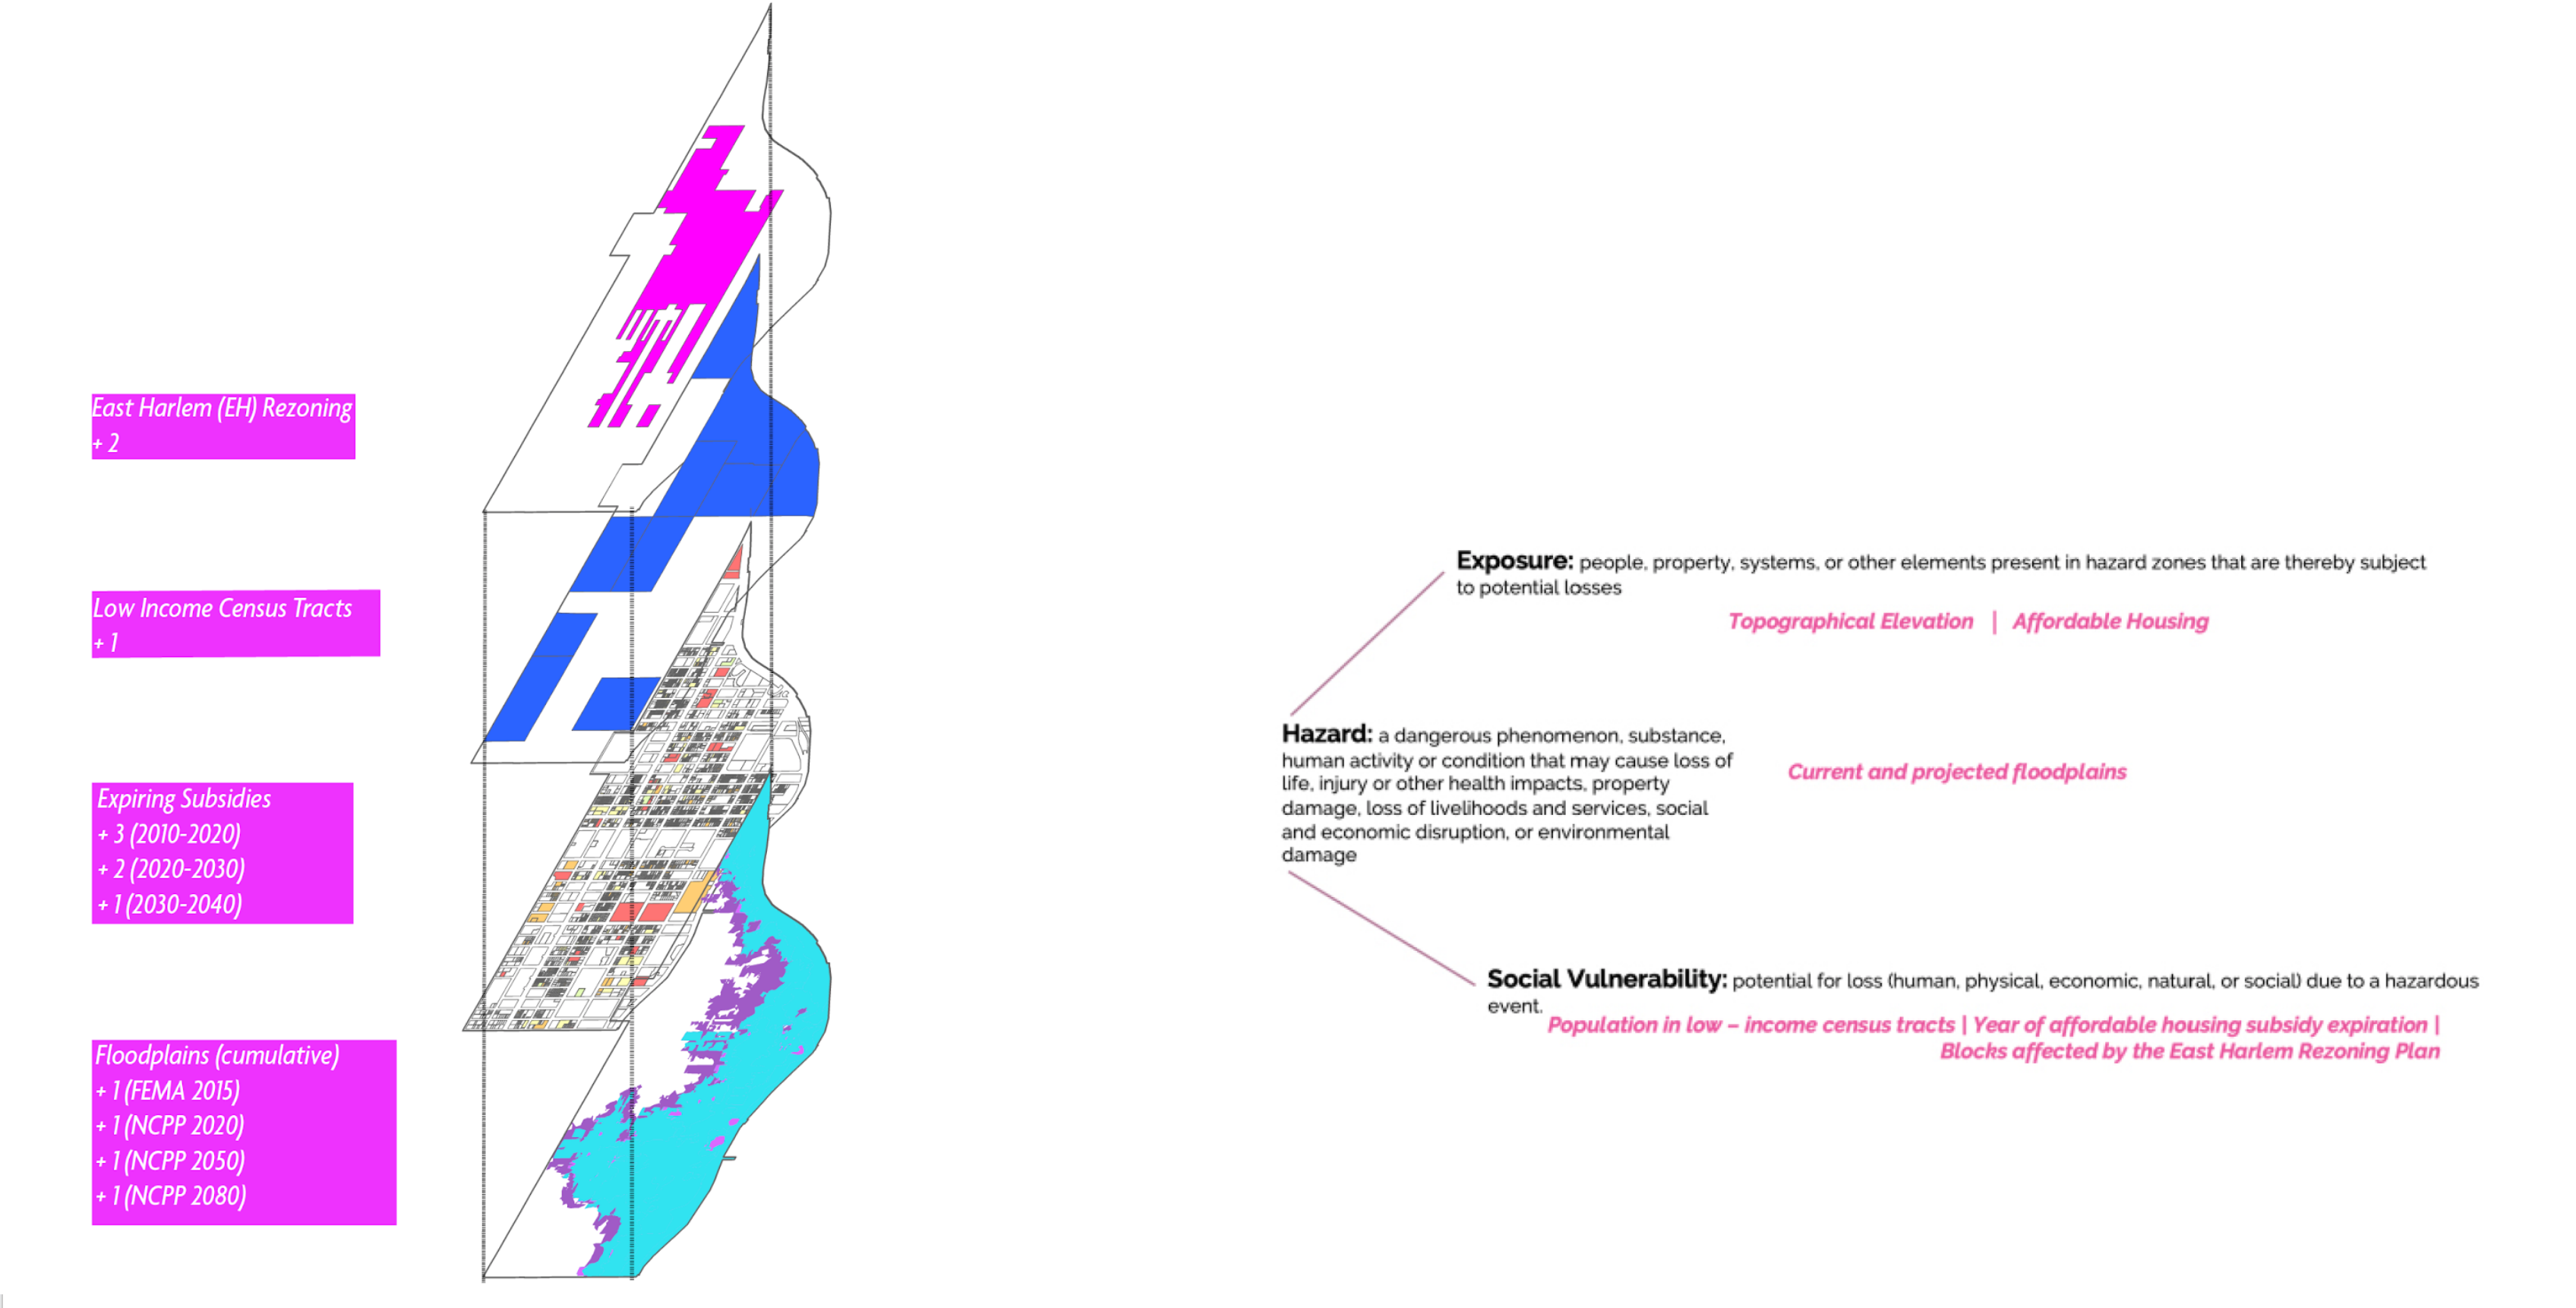 East Harlem (EH) Rezoning
+ 2
Low Income Census Tracts
+ 1
Expiring Subsidies
+ 3 (2010-2020)
+ 2 (2020-2030)
+ 1 (2030-2040)
Floodplains (cumulative)
+ 1 (FEMA 2015)
+ 1 (NCPP 2020)
+ 1 (NCPP 2050)
+ 1 (NCPP 2080)
Exposure: people, property, systems, or other elements present in hazard zones that are thereby subject
to potential losses
Topographical Elevation | Affordable Housing
Hazard: a dangerous phenomenon, substance,
human activity or condition that may cause loss of
life, injury or other health impacts, property
damage, loss of livelihoods and services, social
and economic disruption, or environmental
damage
Current and projected floodplains
Social Vulnerability: potential for loss (human, physical, economic, natural, or social) due to a hazardous
event.
Population in low – income census tracts | Year of affordable housing subsidy expiration |
Blocks affected by the East Harlem Rezoning Plan